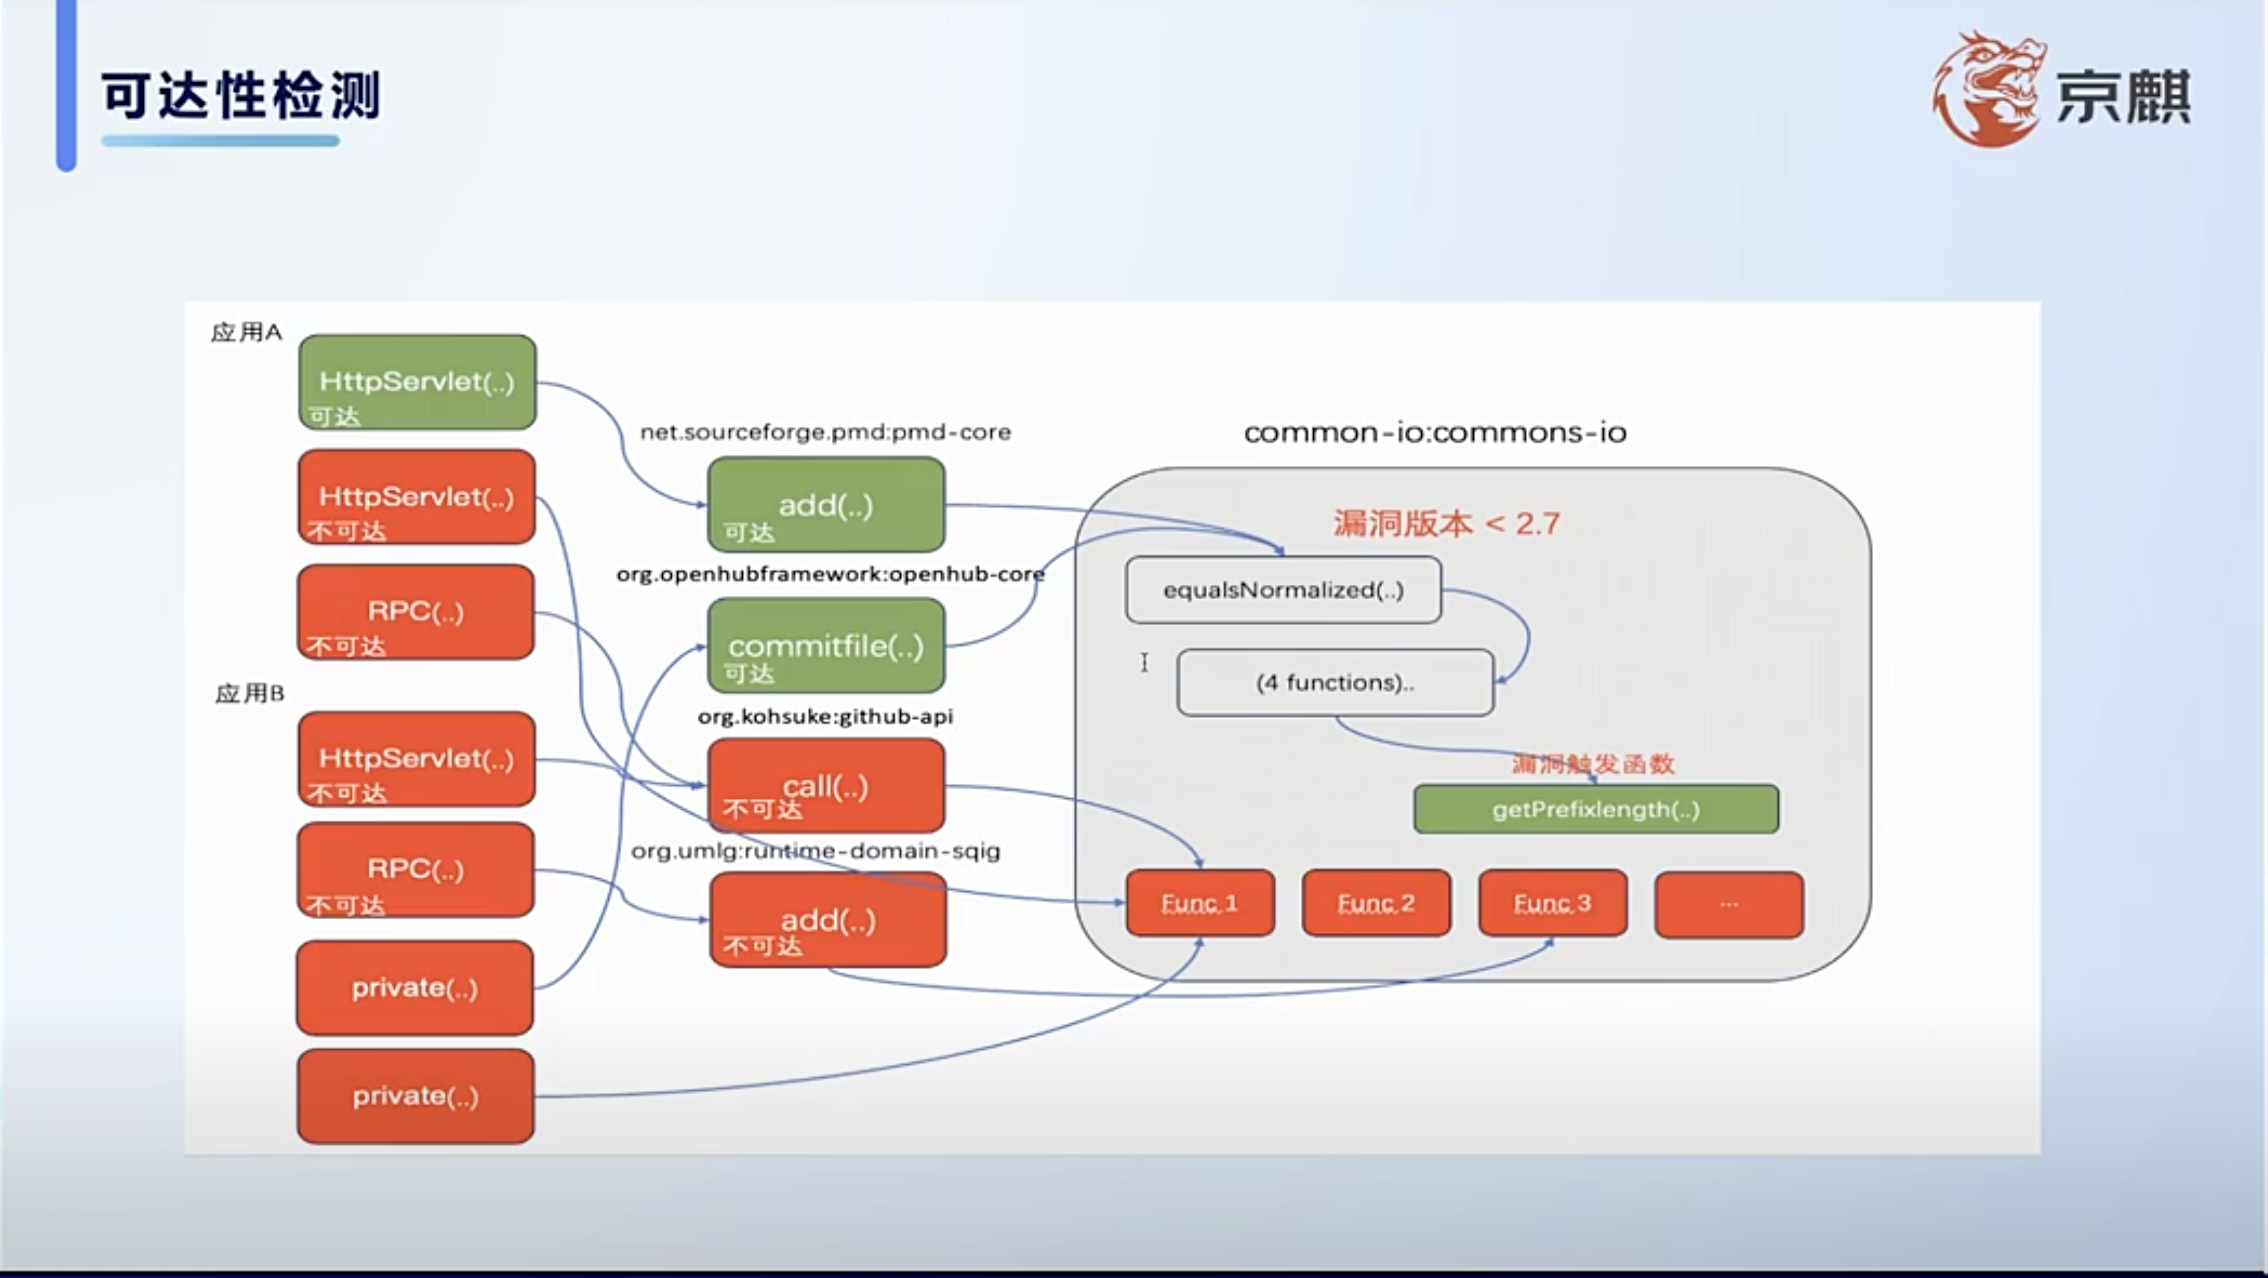 可达性检测
京麒
应用A
HttpServlet(..)
可达
HttpServlet(..)
不可达
RPC(..)
不可达
应用B
HttpServlet(..)
不可达
RPC(..)
不可达
private(..)
private(..)
net.sourceforge.pmd:pmd-core
add(..)
可达
org.openhubframework:openhub-core
commitfile(..)
可达
org.kohsuke:github-api
call(..)
不可达
org.umlg:runtime-domain-sqig
add(..)
不可达
common-io:commons-io
漏洞版本 < 2.7
equalsNormalized(..)
(4 functions)..
漏洞触发函数
getPrefixlength(..)
Func 1
Func 2
Func 3
...